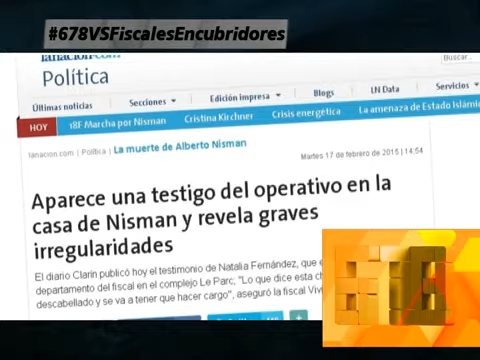 #678VSFiscalesEncubridores
lanacion.com
Buscar...
Política
Últimas noticias Secciones Edición impresa Blogs LN Data Servicios
HOY 18F Marcha por Nisman Cristina Kirchner Crisis energética La amenaza de Estado Islámic
lanacion.com | Política | La muerte de Alberto Nisman
Martes 17 de febrero de 2015 | 14:54
Aparece una testigo del operativo en la
casa de Nisman y revela graves
irregularidades
El diario Clarín publicó hoy el testimonio de Natalia Fernández, que e
departamento del fiscal en el complejo Le Parc, "Lo que dice esta ch
descabellado y se va a tener que hacer cargo", aseguró la fiscal Viv